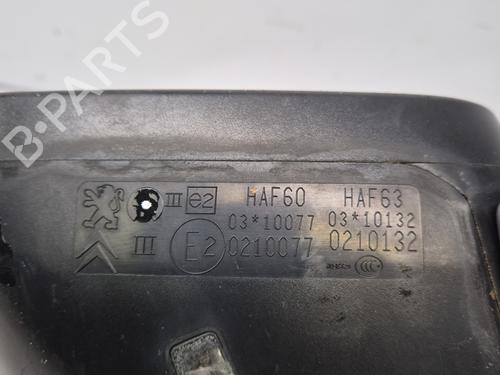 B-PARTS
III e2 HAF60 HAF63
03*10077 03*10132
III E2 0210077 0210132